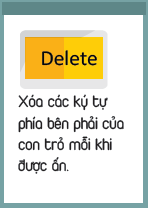 Delete
Xóa các ký tự
phía bên phải của
con trỏ mỗi khi
được ấn.